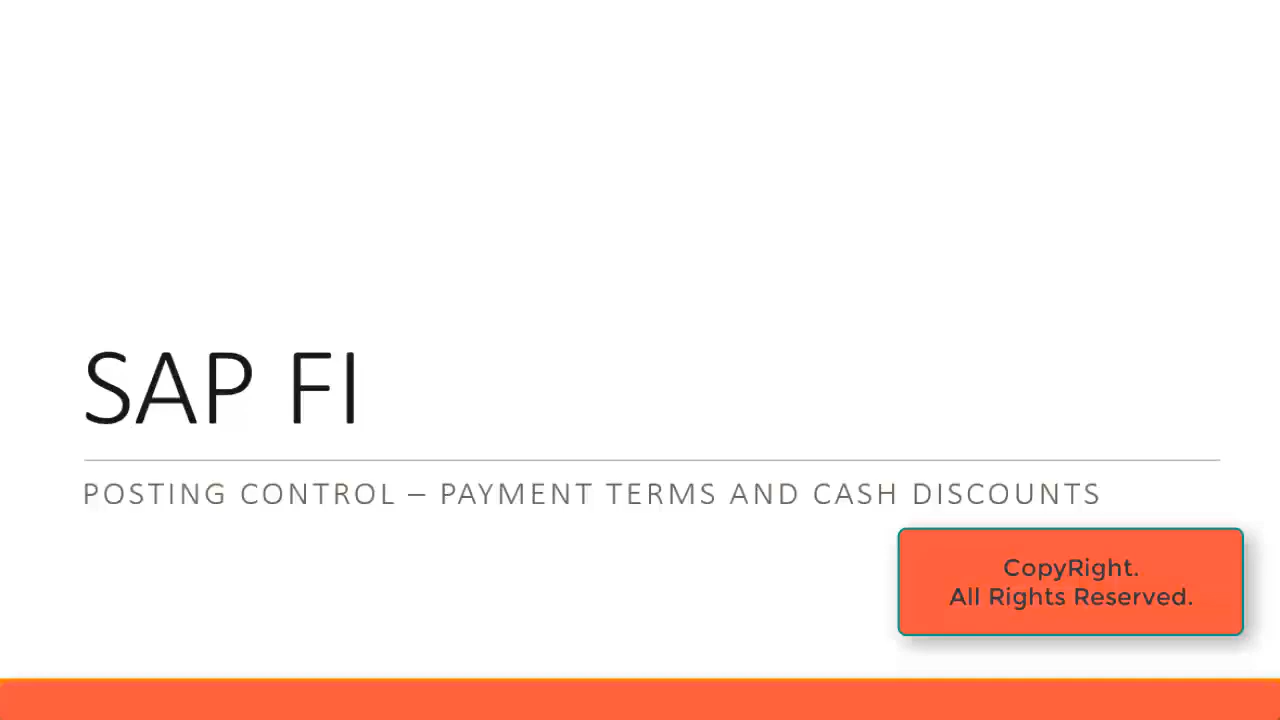 SAP FI
POSTING CONTROL – PAYMENT TERMS AND CASH DISCOUNTS
CopyRight.
All Rights Reserved.